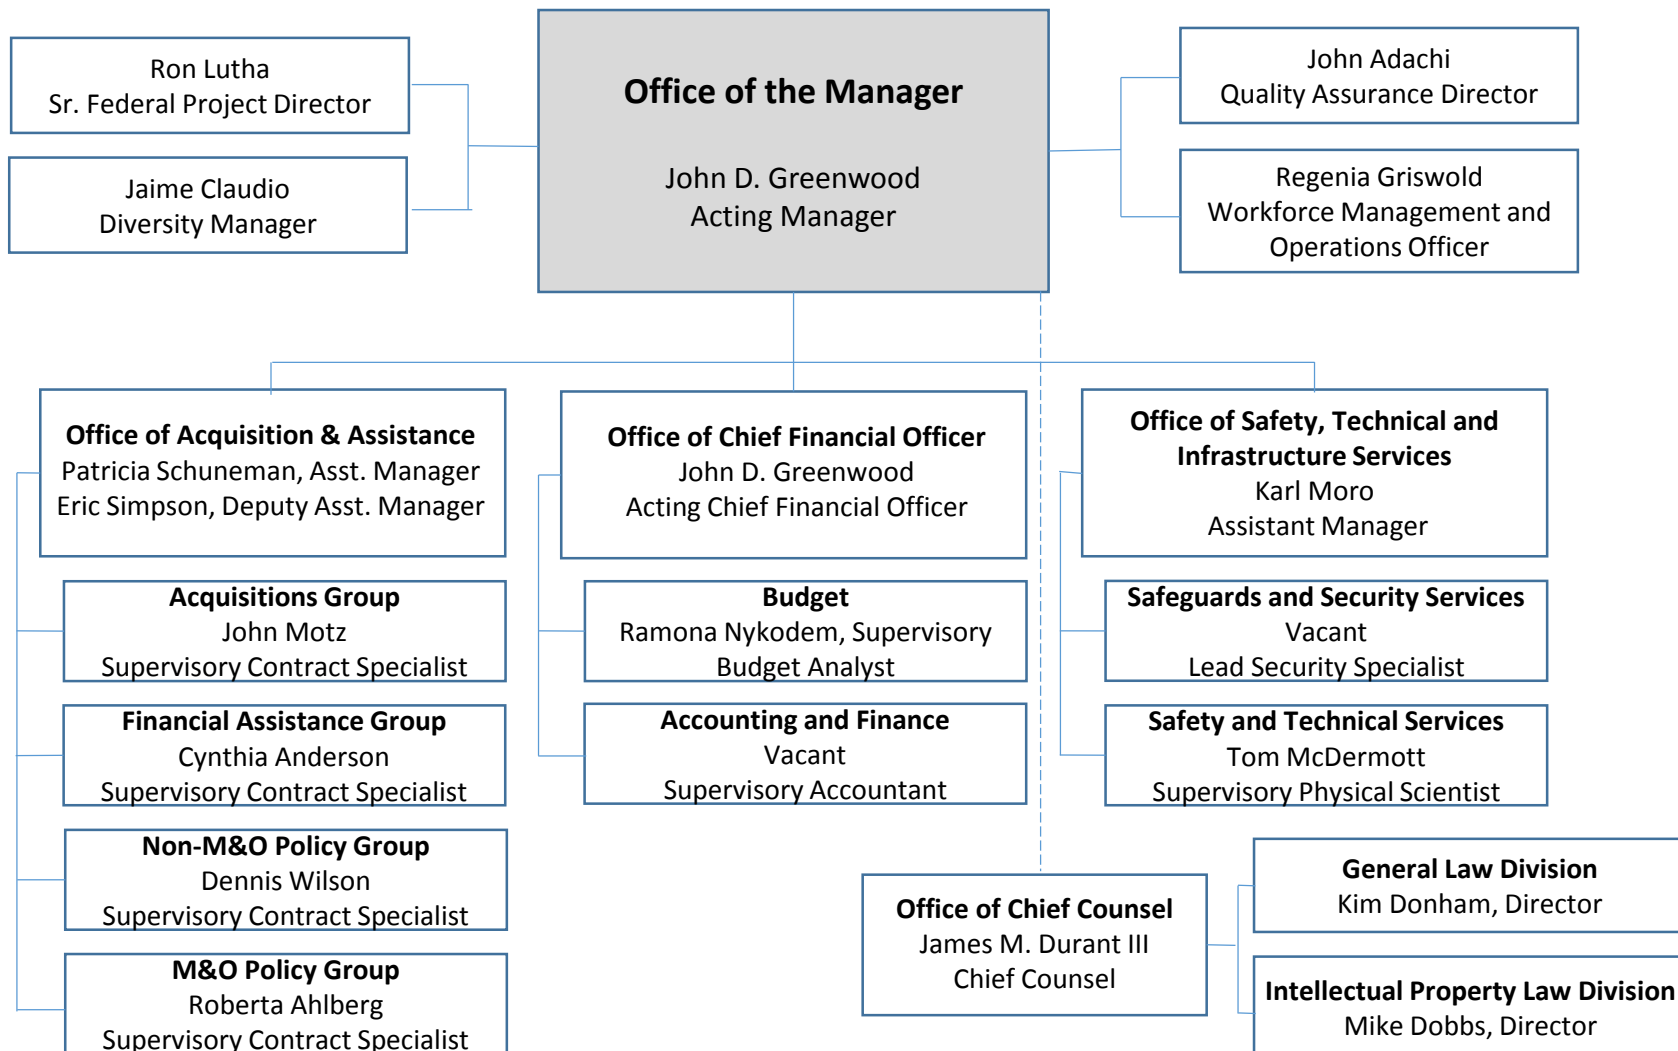 Ron Lutha
Sr. Federal Project Director
Jaime Claudio
Diversity Manager
Office of the Manager
John D. Greenwood
Acting Manager
John Adachi
Quality Assurance Director
Regenia Griswold
Workforce Management and
Operations Officer
Office of Acquisition & Assistance
Patricia Schuneman, Asst. Manager
Eric Simpson, Deputy Asst. Manager
Acquisitions Group
John Motz
Supervisory Contract Specialist
Financial Assistance Group
Cynthia Anderson
Supervisory Contract Specialist
Non-M&O Policy Group
Dennis Wilson
Supervisory Contract Specialist
M&O Policy Group
Roberta Ahlberg
Supervisory Contract Specialist
Office of Chief Financial Officer
John D. Greenwood
Acting Chief Financial Officer
Budget
Ramona Nykodem, Supervisory
Budget Analyst
Accounting and Finance
Vacant
Supervisory Accountant
Office of Safety, Technical and
Infrastructure Services
Karl Moro
Assistant Manager
Safeguards and Security Services
Vacant
Lead Security Specialist
Safety and Technical Services
Tom McDermott
Supervisory Physical Scientist
Office of Chief Counsel
James M. Durant III
Chief Counsel
General Law Division
Kim Donham, Director
Intellectual Property Law Division
Mike Dobbs, Director